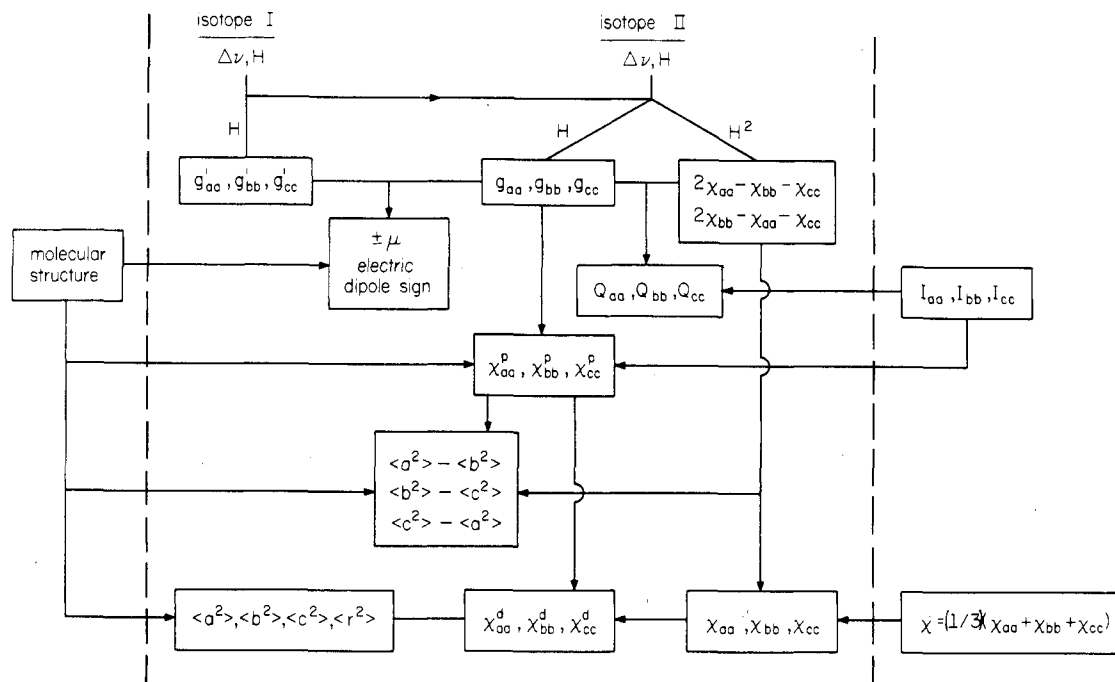 isotope I
Δν, H
isotope II
Δν, H
H
H
H²
g'aa, g'bb, g'cc
gaa, gbb, gcc
2χaa − χbb − χcc
2χbb − χaa − χcc
±μ
electric
dipole sign
molecular
structure
Qaa, Qbb, Qcc
Iaa, Ibb, Icc
χᵖaa, χᵖbb, χᵖcc
<a²> − <b²>
<b²> − <c²>
<c²> − <a²>
<a²>,<b²>,<c²>,<r²>
χᵈaa, χᵈbb, χᵈcc
χaa, χbb, χcc
χ =(1/3)(χaa + χbb + χcc)